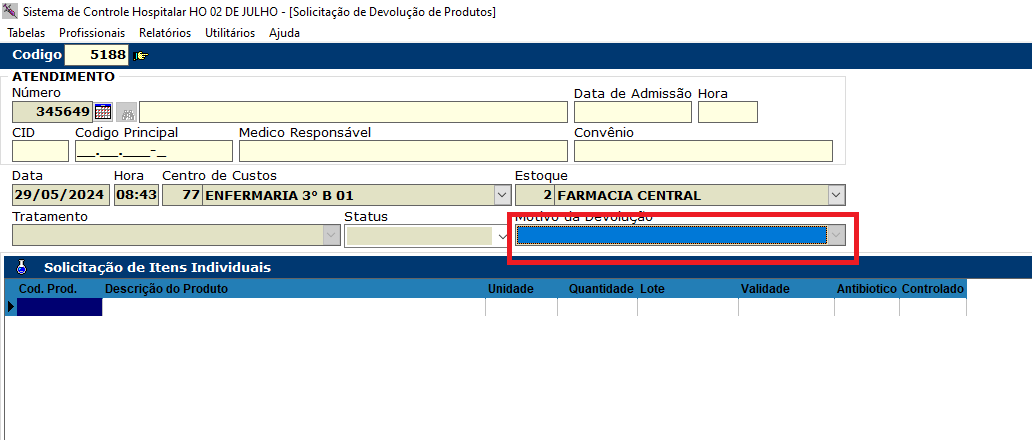 Sistema de Controle Hospitalar HO 02 DE JULHO - [Solicitação de Devolução de Produtos]
Tabelas Profissionais Relatórios Utilitários Ajuda
Codigo 5188
ATENDIMENTO
Número Data de Admissão Hora
345649
CID Codigo Principal Medico Responsável Convênio
__.__.___-_
Data Hora Centro de Custos Estoque
29/05/2024 08:43 77 ENFERMARIA 3° B 01 2 FARMACIA CENTRAL
Tratamento Status Motivo da Devolução
Solicitação de Itens Individuais
Cod. Prod. Descrição do Produto Unidade Quantidade Lote Validade Antibiotico Controlado